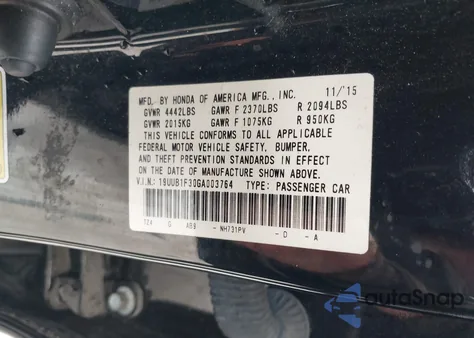 MFD. BY HONDA OF AMERICA MFG., INC. 11/15
GVWR 4442LBS GAWR F 2370LBS R 2094LBS
GVWR 2015KG GAWR F 1075KG R 950KG
THIS VEHICLE CONFORMS TO ALL APPLICABLE
FEDERAL MOTOR VEHICLE SAFETY, BUMPER,
AND THEFT PREVENTION STANDARDS IN EFFECT
ON THE DATE OF MANUFACTURE SHOWN ABOVE.
V.I.N.: 19UUB1F30GA003764 TYPE: PASSENGER CAR
TZ4 G AB9 - NH731PV - D - A
autoSnap